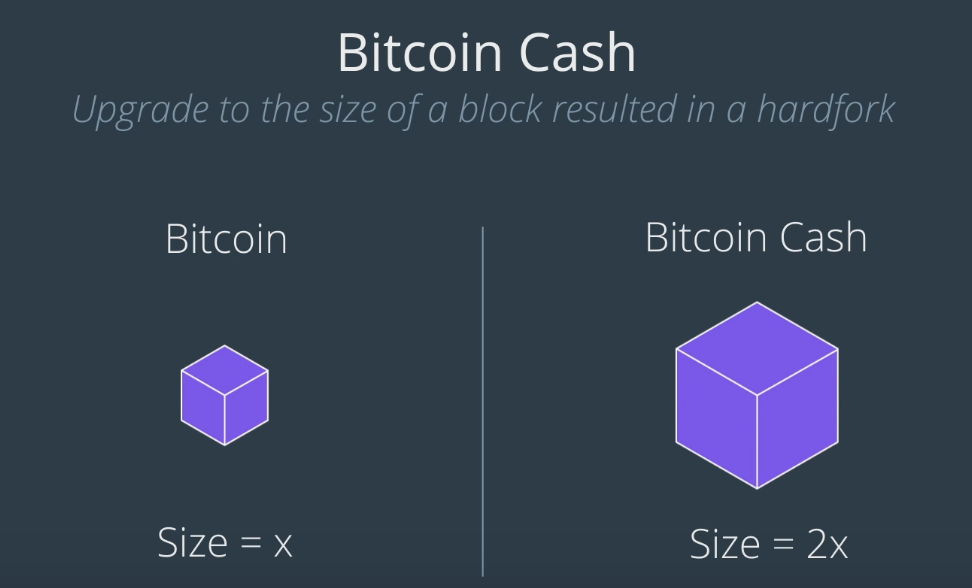 Bitcoin Cash
Upgrade to the size of a block resulted in a hardfork
Bitcoin
Bitcoin Cash
Size = x
Size = 2x